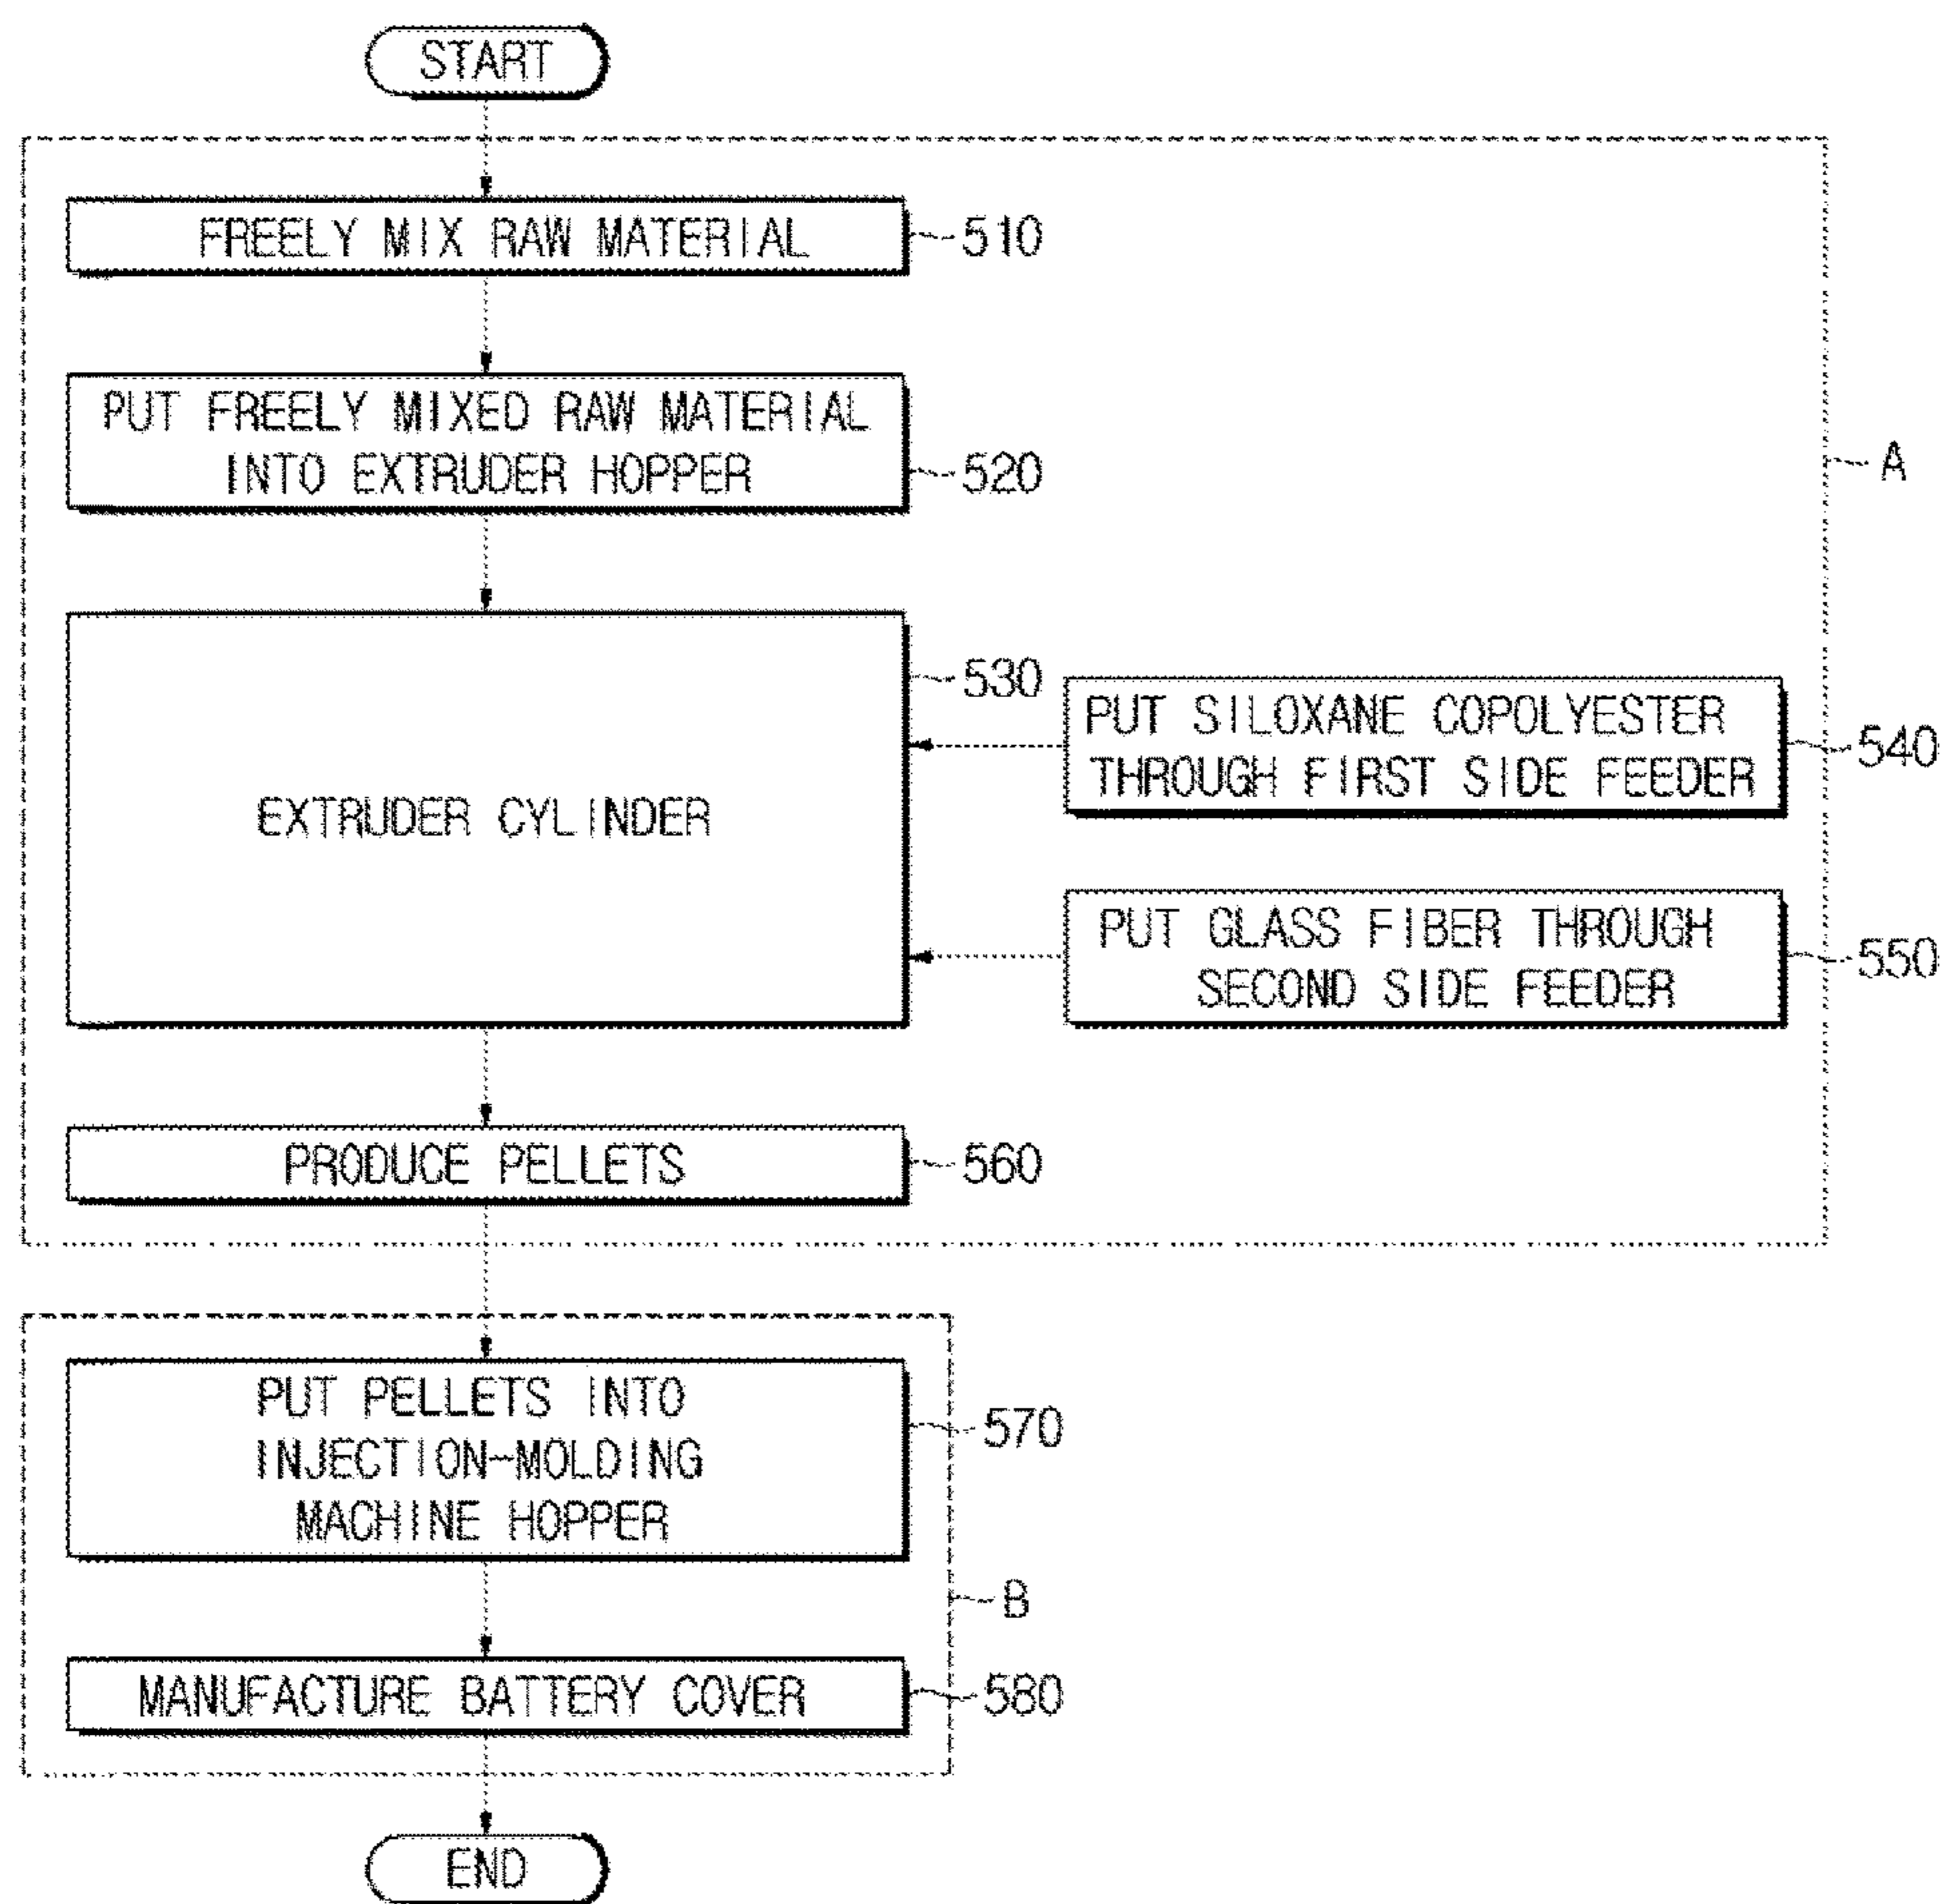 START
FREELY MIX RAW MATERIAL
510
PUT FREELY MIXED RAW MATERIAL
INTO EXTRUDER HOPPER
520
A
EXTRUDER CYLINDER
530
PUT SILOXANE COPOLYESTER
THROUGH FIRST SIDE FEEDER
540
PUT GLASS FIBER THROUGH
SECOND SIDE FEEDER
550
PRODUCE PELLETS
560
PUT PELLETS INTO
INJECTION-MOLDING
MACHINE HOPPER
570
B
MANUFACTURE BATTERY COVER
580
END